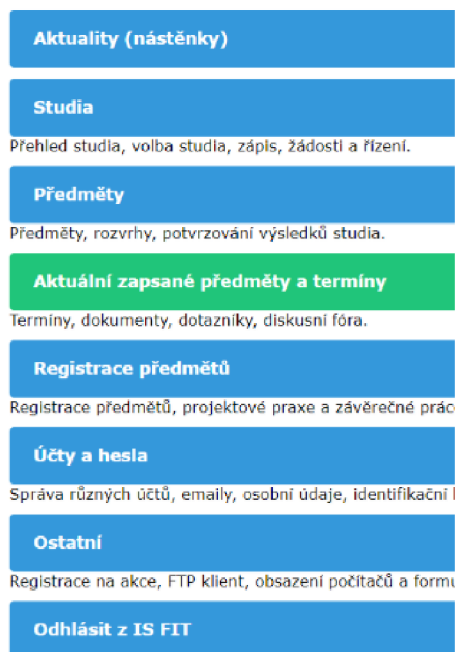 Aktuality (nástěnky)
Studia
Přehled studia, volba studia, zápis, žádosti a řízení.
Předměty
Předměty, rozvrhy, potvrzování výsledků studia.
Aktuální zapsané předměty a termíny
Termíny, dokumenty, dotazníky, diskusní fóra.
Registrace předmětů
Registrace předmětů, projektové praxe a závěrečné práce
Účty a hesla
Správa různých účtů, emaily, osobní údaje, identifikační
Ostatní
Registrace na akce, FTP klient, obsazení počítačů a formu
Odhlásit z IS FIT